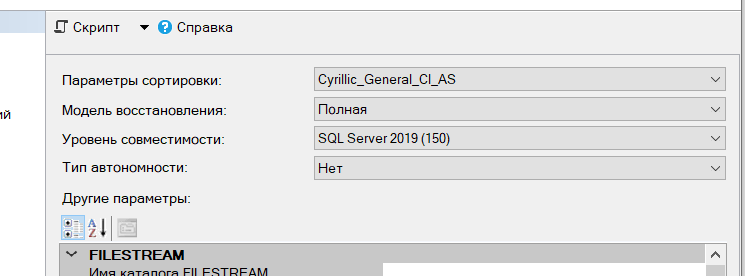 Скрипт Справка
Параметры сортировки: Cyrillic_General_CI_AS
ий
Модель восстановления: Полная
Уровень совместимости: SQL Server 2019 (150)
Тип автономности: Нет
Другие параметры:
A
Z
FILESTREAM
Имя каталога FILESTREAM